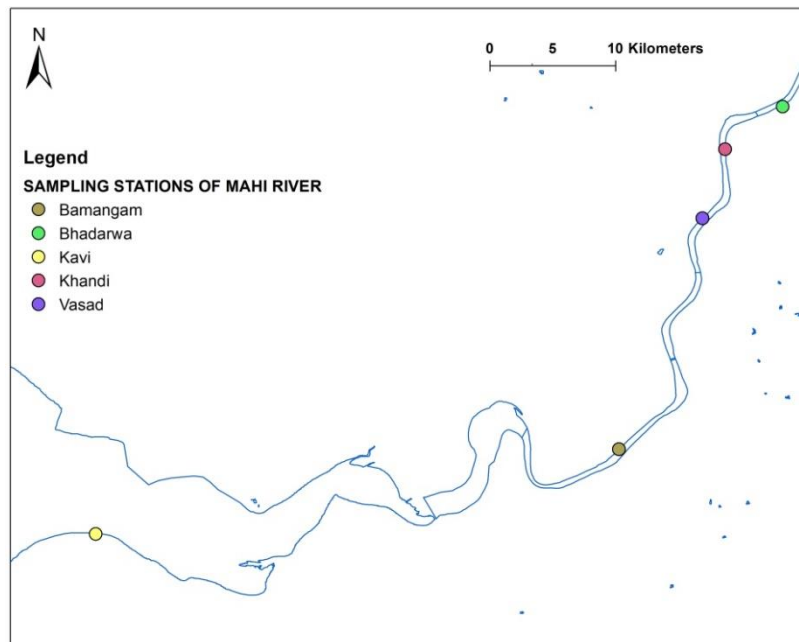 N
0 5 10 Kilometers
Legend
SAMPLING STATIONS OF MAHI RIVER
Bamangam
Bhadarwa
Kavi
Khandi
Vasad